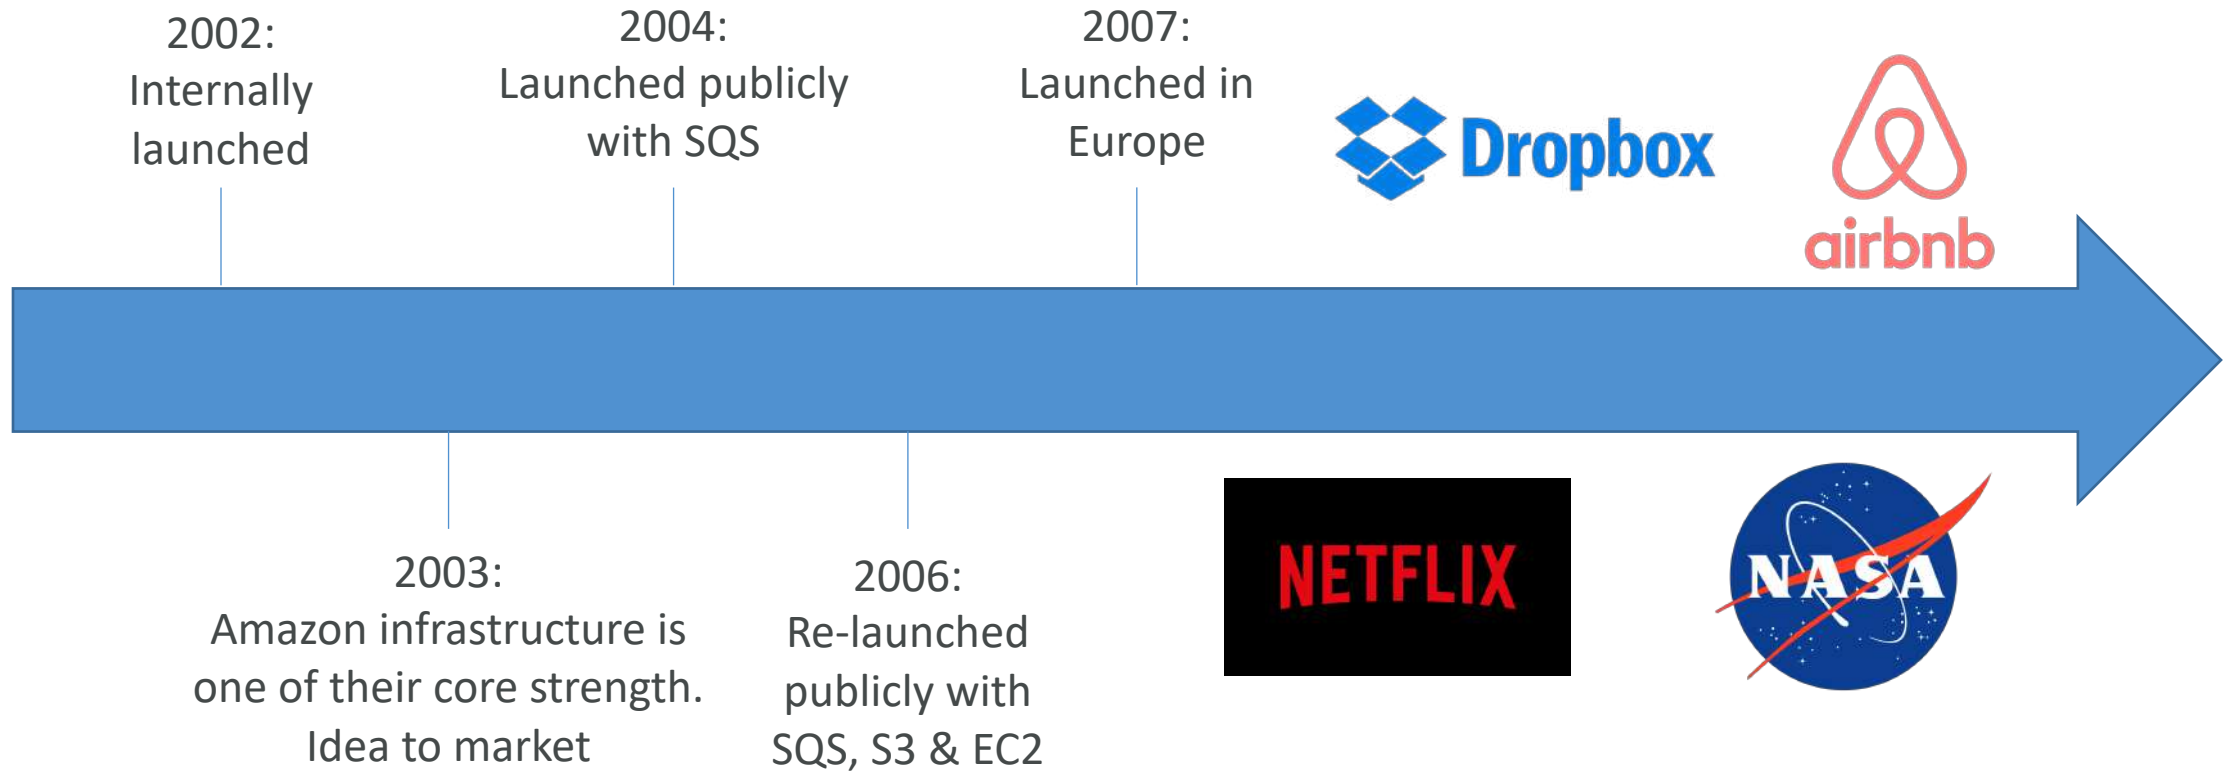 2002:
Internally
launched
2004:
Launched publicly
with SQS
2007:
Launched in
Europe
Dropbox
airbnb
2003:
Amazon infrastructure is
one of their core strength.
Idea to market
2006:
Re-launched
publicly with
SQS, S3 & EC2
NETFLIX
NASA